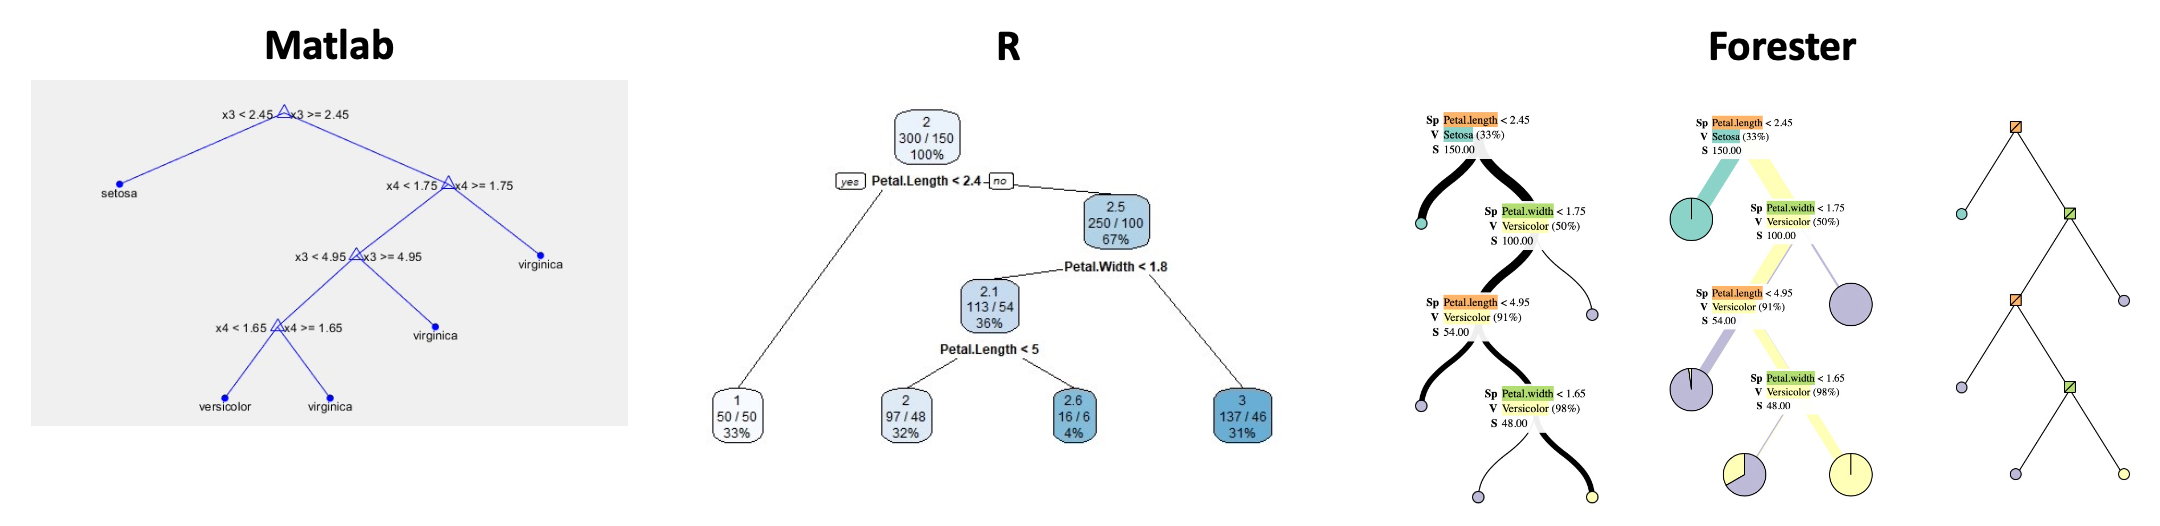 Matlab
x3 < 2.45 x3 >= 2.45
setosa
x4 < 1.75 x4 >= 1.75
x3 < 4.95 x3 >= 4.95
virginica
x4 < 1.65 x4 >= 1.65
virginica
versicolor
virginica
R
2
300 / 150
100%
yes Petal.Length < 2.4 no
2.5
250 / 100
67%
Petal.Width < 1.8
2.1
113 / 54
36%
Petal.Length < 5
1
50 / 50
33%
2
97 / 48
32%
2.6
16 / 6
4%
3
137 / 46
31%
Forester
Sp Petal.length < 2.45
V Setosa (33%)
S 150.00
Sp Petal.width < 1.75
V Versicolor (50%)
S 100.00
Sp Petal.length < 4.95
V Versicolor (91%)
S 54.00
Sp Petal.width < 1.65
V Versicolor (98%)
S 48.00
Sp Petal.length < 2.45
V Setosa (33%)
S 150.00
Sp Petal.width < 1.75
V Versicolor (50%)
S 100.00
Sp Petal.length < 4.95
V Versicolor (91%)
S 54.00
Sp Petal.width < 1.65
V Versicolor (98%)
S 48.00